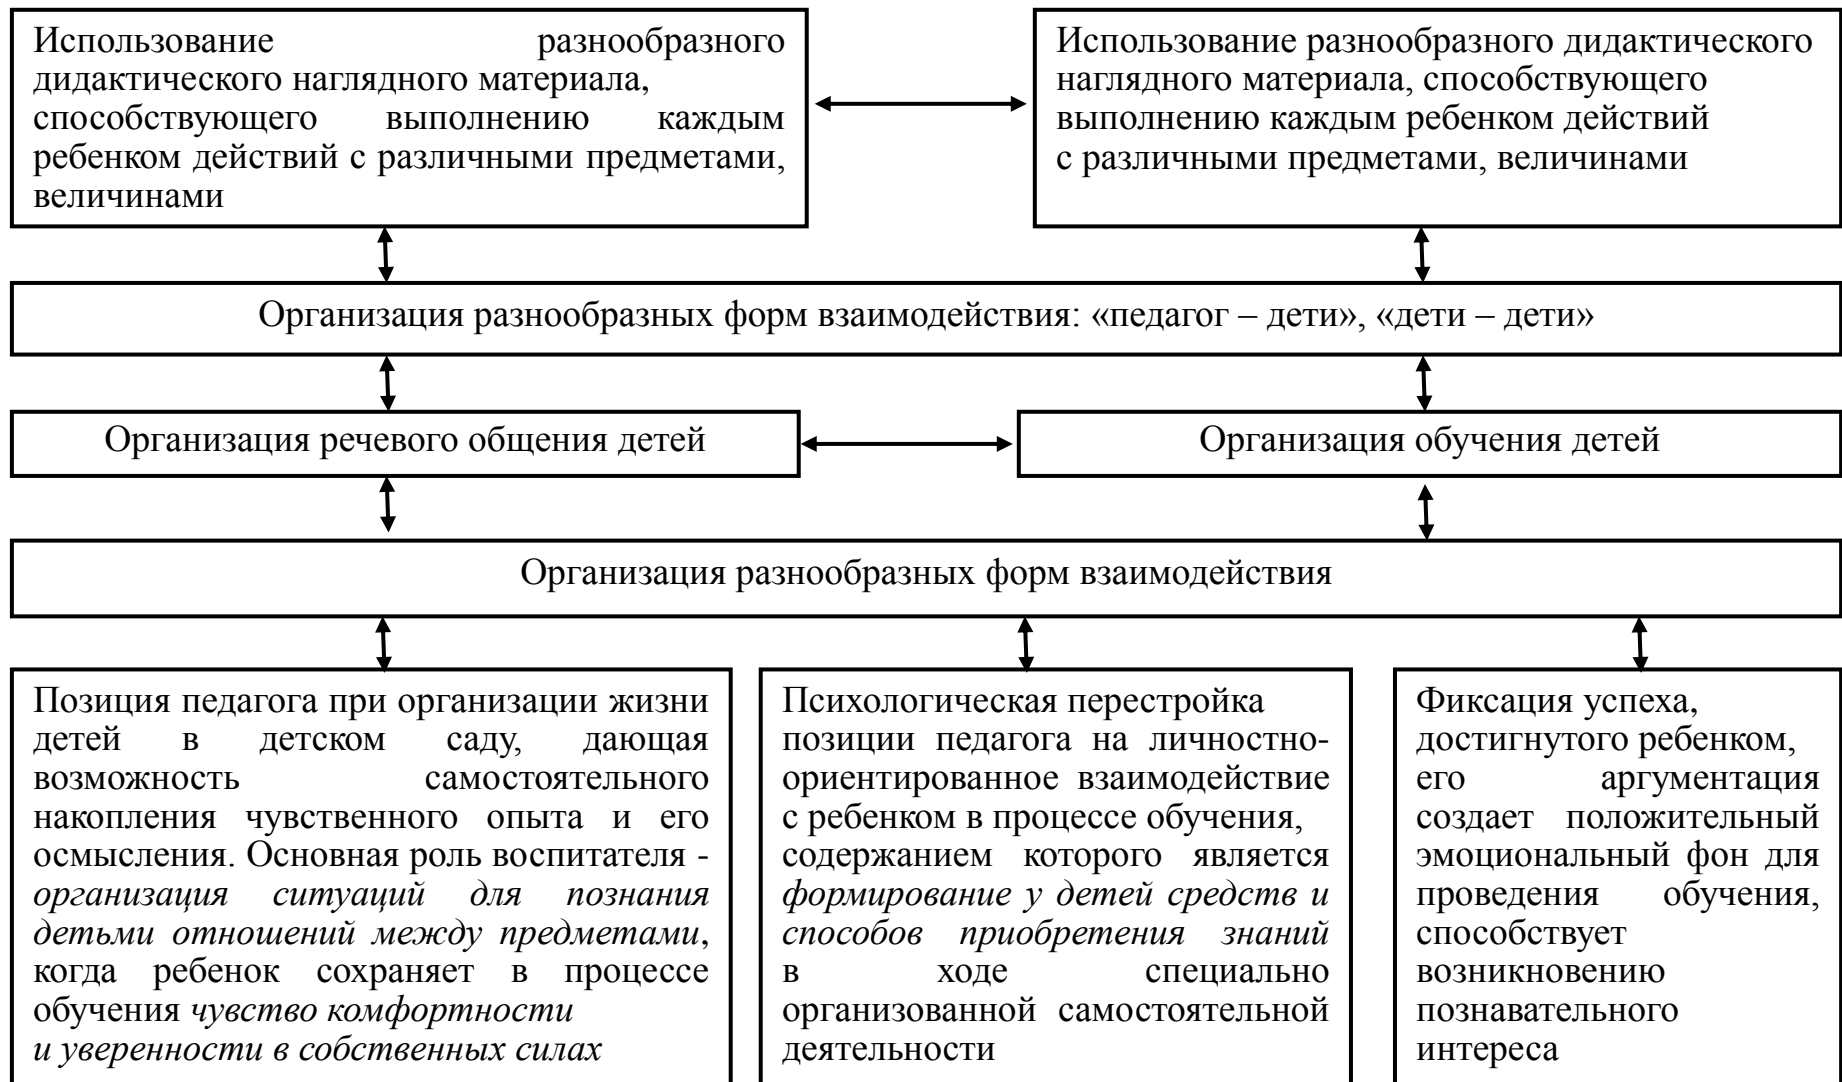 Использование разнообразного
дидактического наглядного материала,
способствующего выполнению каждым
ребенком действий с различными предметами,
величинами
Использование разнообразного дидактического
наглядного материала, способствующего
выполнению каждым ребенком действий
с различными предметами, величинами
Организация разнообразных форм взаимодействия: «педагог – дети», «дети – дети»
Организация речевого общения детей
Организация обучения детей
Организация разнообразных форм взаимодействия
Позиция педагога при организации жизни
детей в детском саду, дающая
возможность самостоятельного
накопления чувственного опыта и его
осмысления. Основная роль воспитателя -
организация ситуаций для познания
детьми отношений между предметами,
когда ребенок сохраняет в процессе
обучения чувство комфортности
и уверенности в собственных силах
Психологическая перестройка
позиции педагога на личностно-
ориентированное взаимодействие
с ребенком в процессе обучения,
содержанием которого является
формирование у детей средств и
способов приобретения знаний
в ходе специально
организованной самостоятельной
деятельности
Фиксация успеха,
достигнутого ребенком,
его аргументация
создает положительный
эмоциональный фон для
проведения обучения,
способствует
возникновению
познавательного
интереса